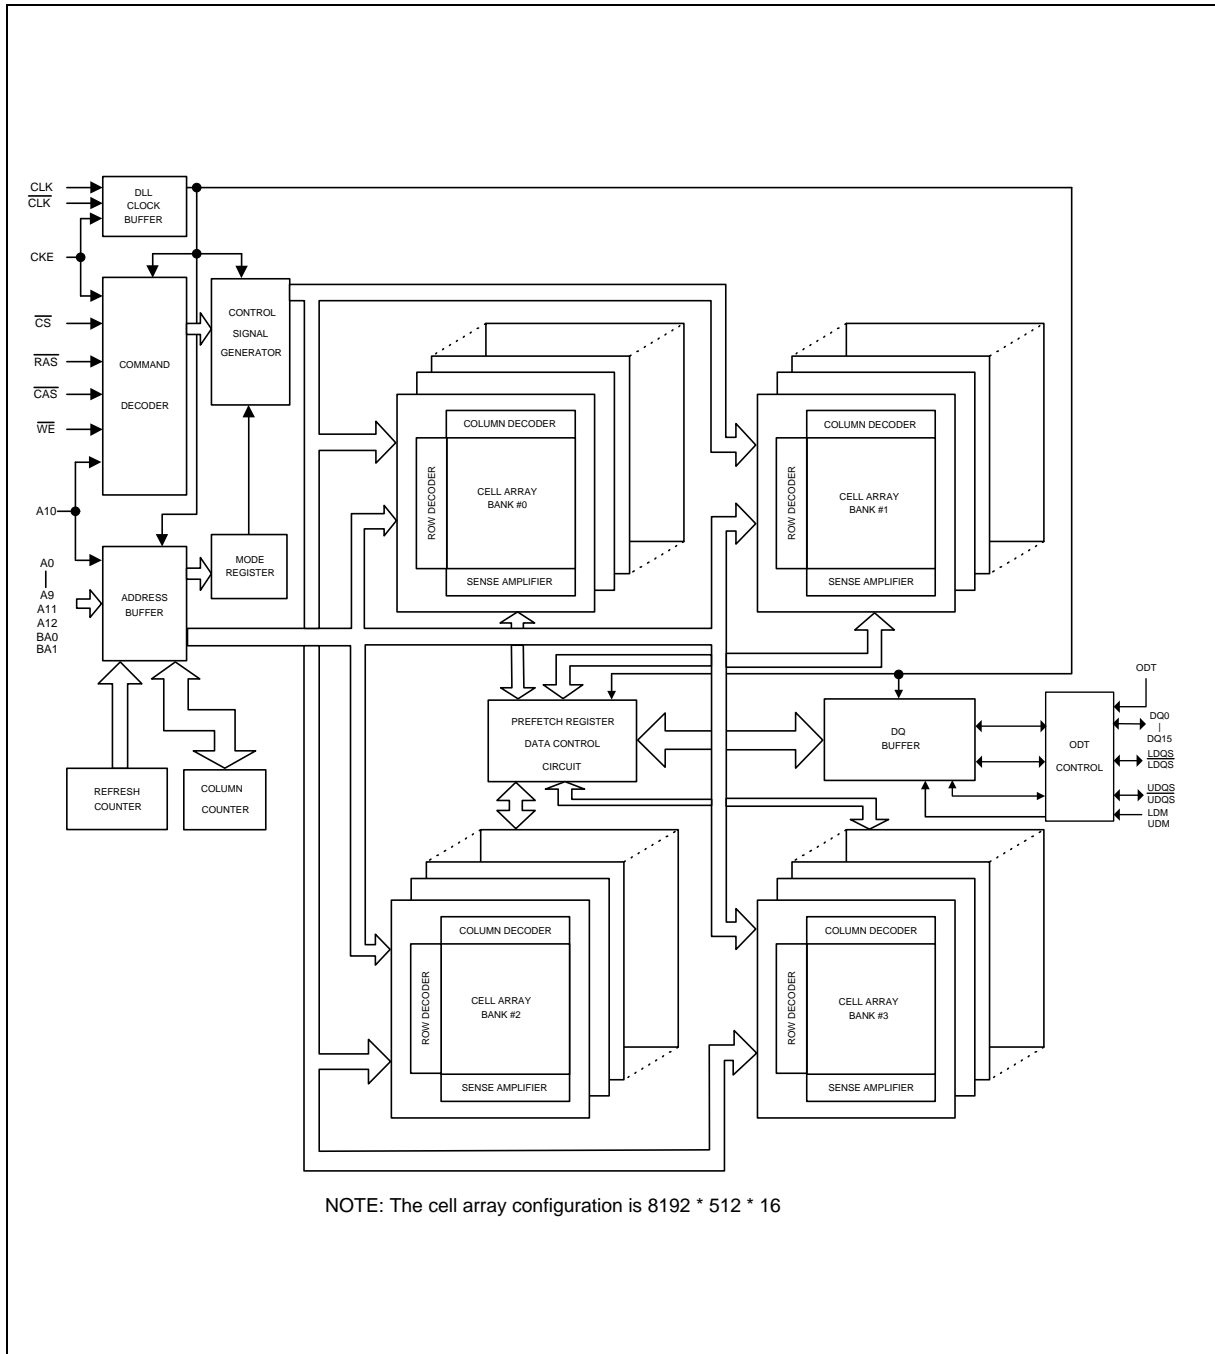 CLK
CLK
CKE
CS
RAS
CAS
WE
A10
A0
A9
A11
A12
BA0
BA1
DLL
CLOCK
BUFFER
COMMAND
DECODER
CONTROL
SIGNAL
GENERATOR
ADDRESS
BUFFER
MODE
REGISTER
REFRESH
COUNTER
COLUMN
COUNTER
COLUMN DECODER
ROW DECODER
CELL ARRAY
BANK #0
SENSE AMPLIFIER
COLUMN DECODER
ROW DECODER
CELL ARRAY
BANK #1
SENSE AMPLIFIER
PREFETCH REGISTER
DATA CONTROL
CIRCUIT
DQ
BUFFER
ODT
CONTROL
ODT
DQ0
DQ15
LDQS
LDQS
UDQS
UDQS
LDM
UDM
COLUMN DECODER
ROW DECODER
CELL ARRAY
BANK #2
SENSE AMPLIFIER
COLUMN DECODER
ROW DECODER
CELL ARRAY
BANK #3
SENSE AMPLIFIER
NOTE: The cell array configuration is 8192 * 512 * 16